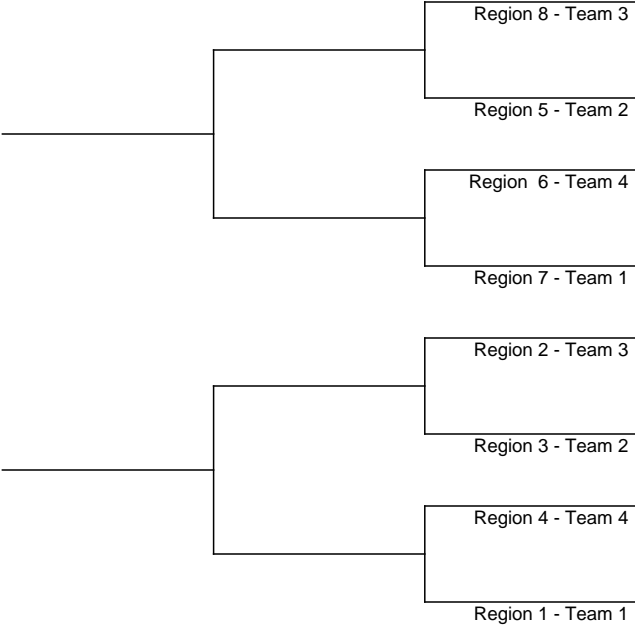 Region 8 - Team 3
Region 5 - Team 2
Region  6 - Team 4
Region 7 - Team 1
Region 2 - Team 3
Region 3 - Team 2
Region 4 - Team 4
Region 1 - Team 1